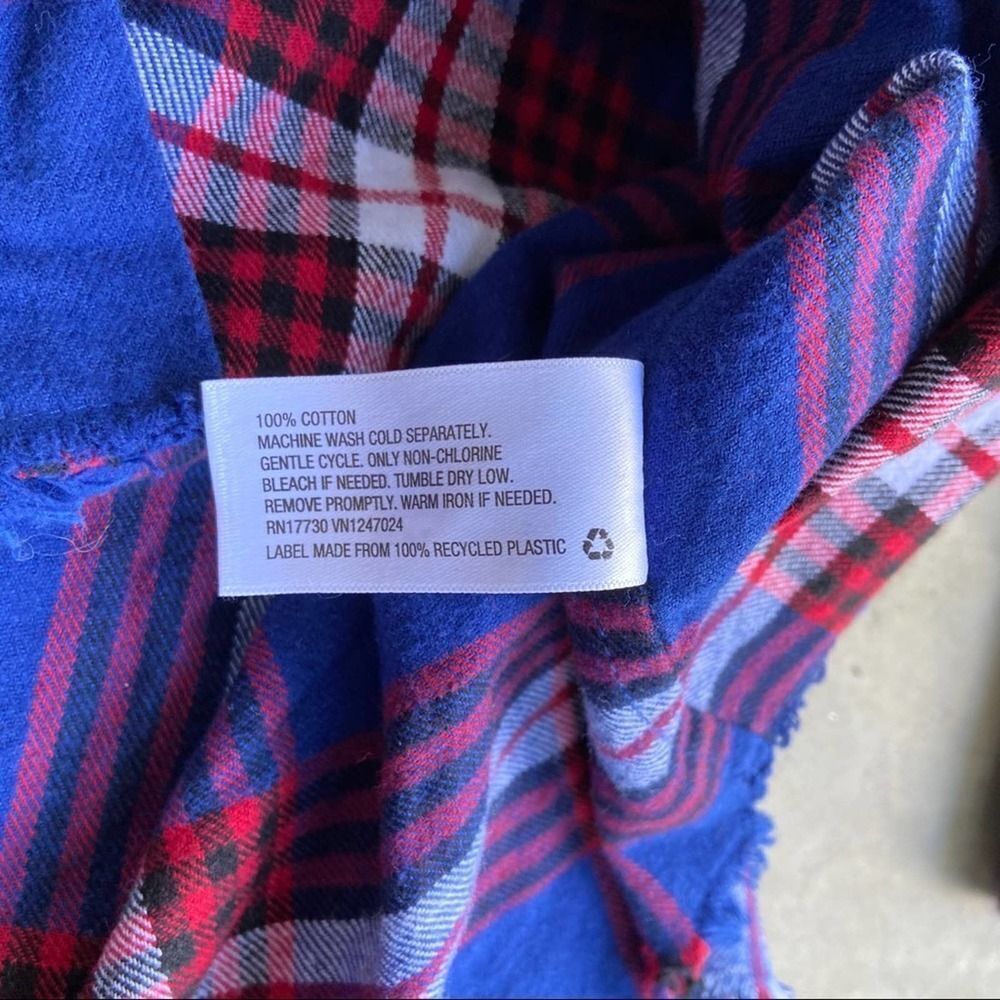 100% COTTON
MACHINE WASH COLD SEPARATELY.
GENTLE CYCLE. ONLY NON-CHLORINE
BLEACH IF NEEDED. TUMBLE DRY LOW.
REMOVE PROMPTLY. WARM IRON IF NEEDED.
RN17730 VN1247024
LABEL MADE FROM 100% RECYCLED PLASTIC